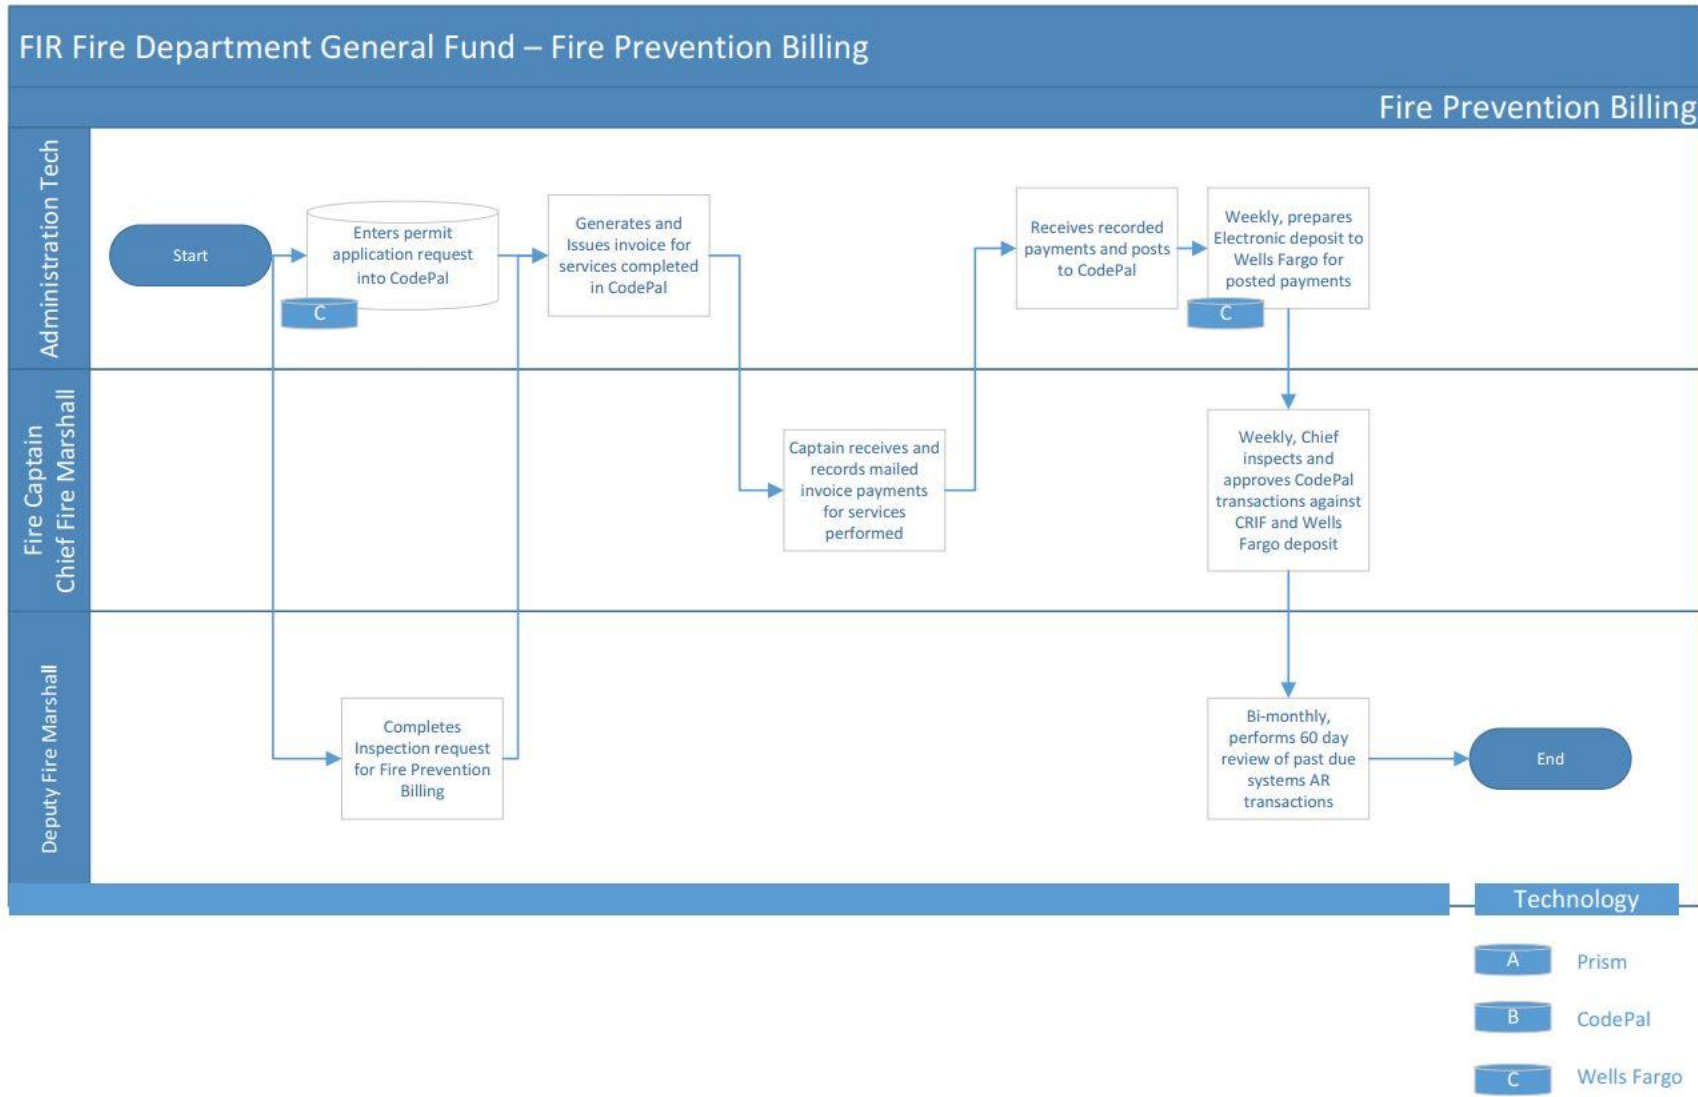 FIR Fire Department General Fund – Fire Prevention Billing
Fire Prevention Billing
Administration Tech
Start
Enters permit
application request
into CodePal
C
Generates and
Issues invoice for
services completed
in CodePal
Receives recorded
payments and posts
to CodePal
Weekly, prepares
Electronic deposit to
Wells Fargo for
posted payments
C
Fire Captain
Chief Fire Marshall
Captain receives and
records mailed
invoice payments
for services
performed
Weekly, Chief
inspects and
approves CodePal
transactions against
CRIF and Wells
Fargo deposit
Deputy Fire Marshall
Completes
Inspection request
for Fire Prevention
Billing
Bi-monthly,
performs 60 day
review of past due
systems AR
transactions
End
Technology
A Prism
B CodePal
C Wells Fargo